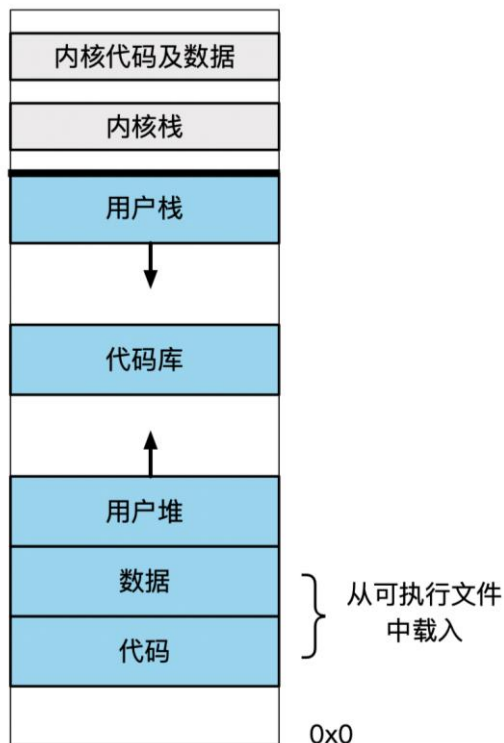 内核代码及数据
内核栈
用户栈
代码库
用户堆
数据
代码
从可执行文件
中载入
0x0